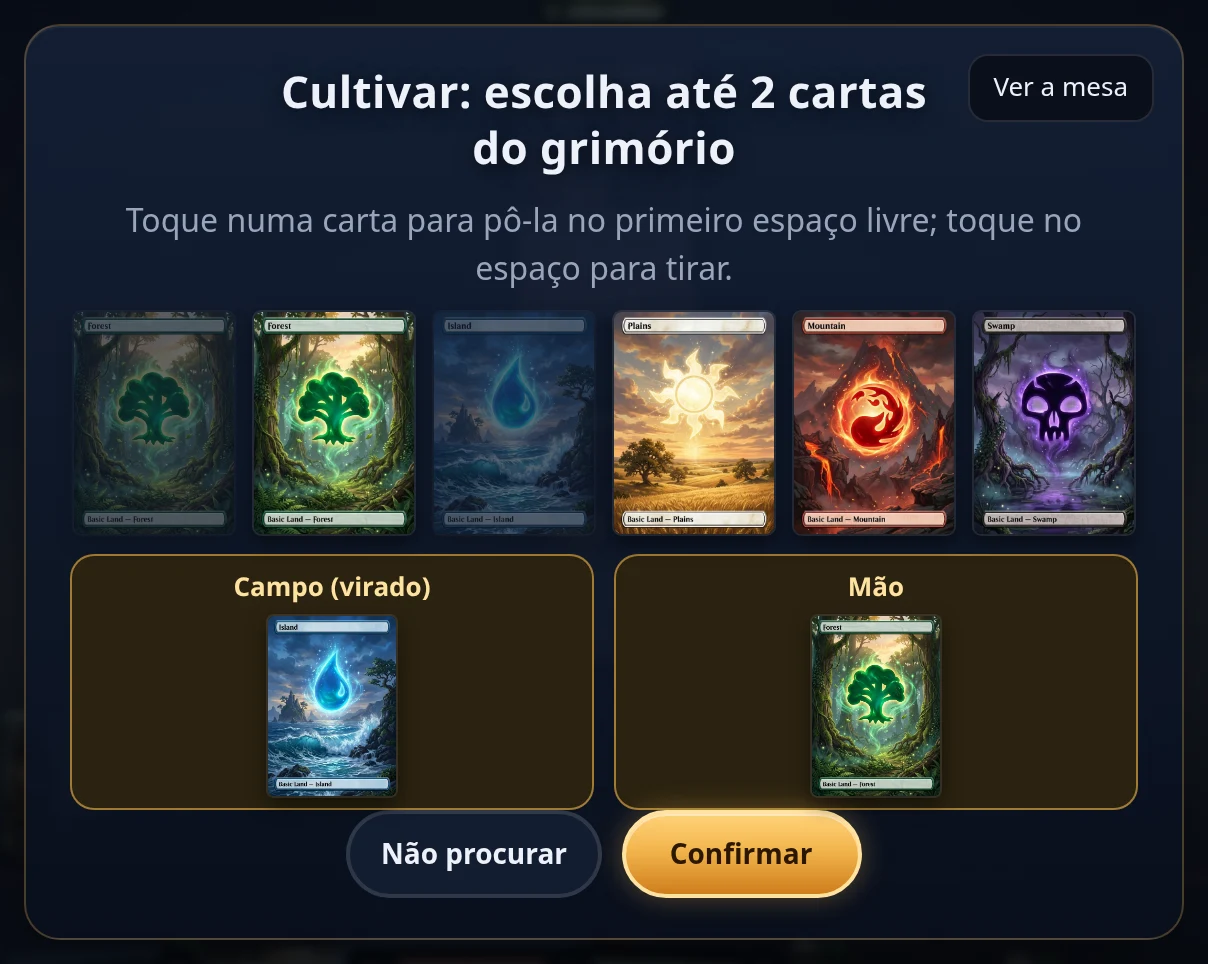 Cultivar: escolha até 2 cartas
do grimório
Ver a mesa
Toque numa carta para pô-la no primeiro espaço livre; toque no
espaço para tirar.
Forest
Forest
Island
Plains
Mountain
Swamp
Basic Land — Forest
Basic Land — Forest
Basic Land — Island
Basic Land — Plains
Basic Land — Mountain
Basic Land — Swamp
Campo (virado)
Mão
Island
Forest
Basic Land — Island
Basic Land — Forest
Não procurar
Confirmar